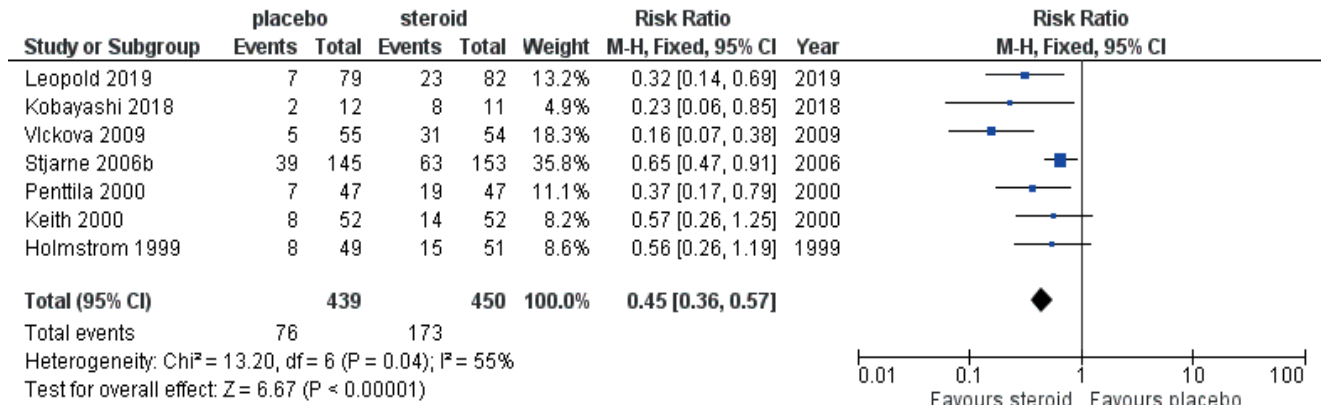 placebo steroid Risk Ratio Risk Ratio
Study or Subgroup Events Total Events Total Weight M-H, Fixed, 95% CI Year M-H, Fixed, 95% CI
Leopold 2019 7 79 23 82 13.2% 0.32 [0.14, 0.69] 2019
Kobayashi 2018 2 12 8 11 4.9% 0.23 [0.06, 0.85] 2018
Vlckova 2009 5 55 31 54 18.3% 0.16 [0.07, 0.38] 2009
Stjarne 2006b 39 145 63 153 35.8% 0.65 [0.47, 0.91] 2006
Penttila 2000 7 47 19 47 11.1% 0.37 [0.17, 0.79] 2000
Keith 2000 8 52 14 52 8.2% 0.57 [0.26, 1.25] 2000
Holmstrom 1999 8 49 15 51 8.6% 0.56 [0.26, 1.19] 1999
Total (95% CI) 439 450 100.0% 0.45 [0.36, 0.57]
Total events 76 173
Heterogeneity: Chi² = 13.20, df = 6 (P = 0.04); I² = 55%
Test for overall effect: Z = 6.67 (P < 0.00001)
0.01 0.1 1 10 100
Favours steroid Favours placebo